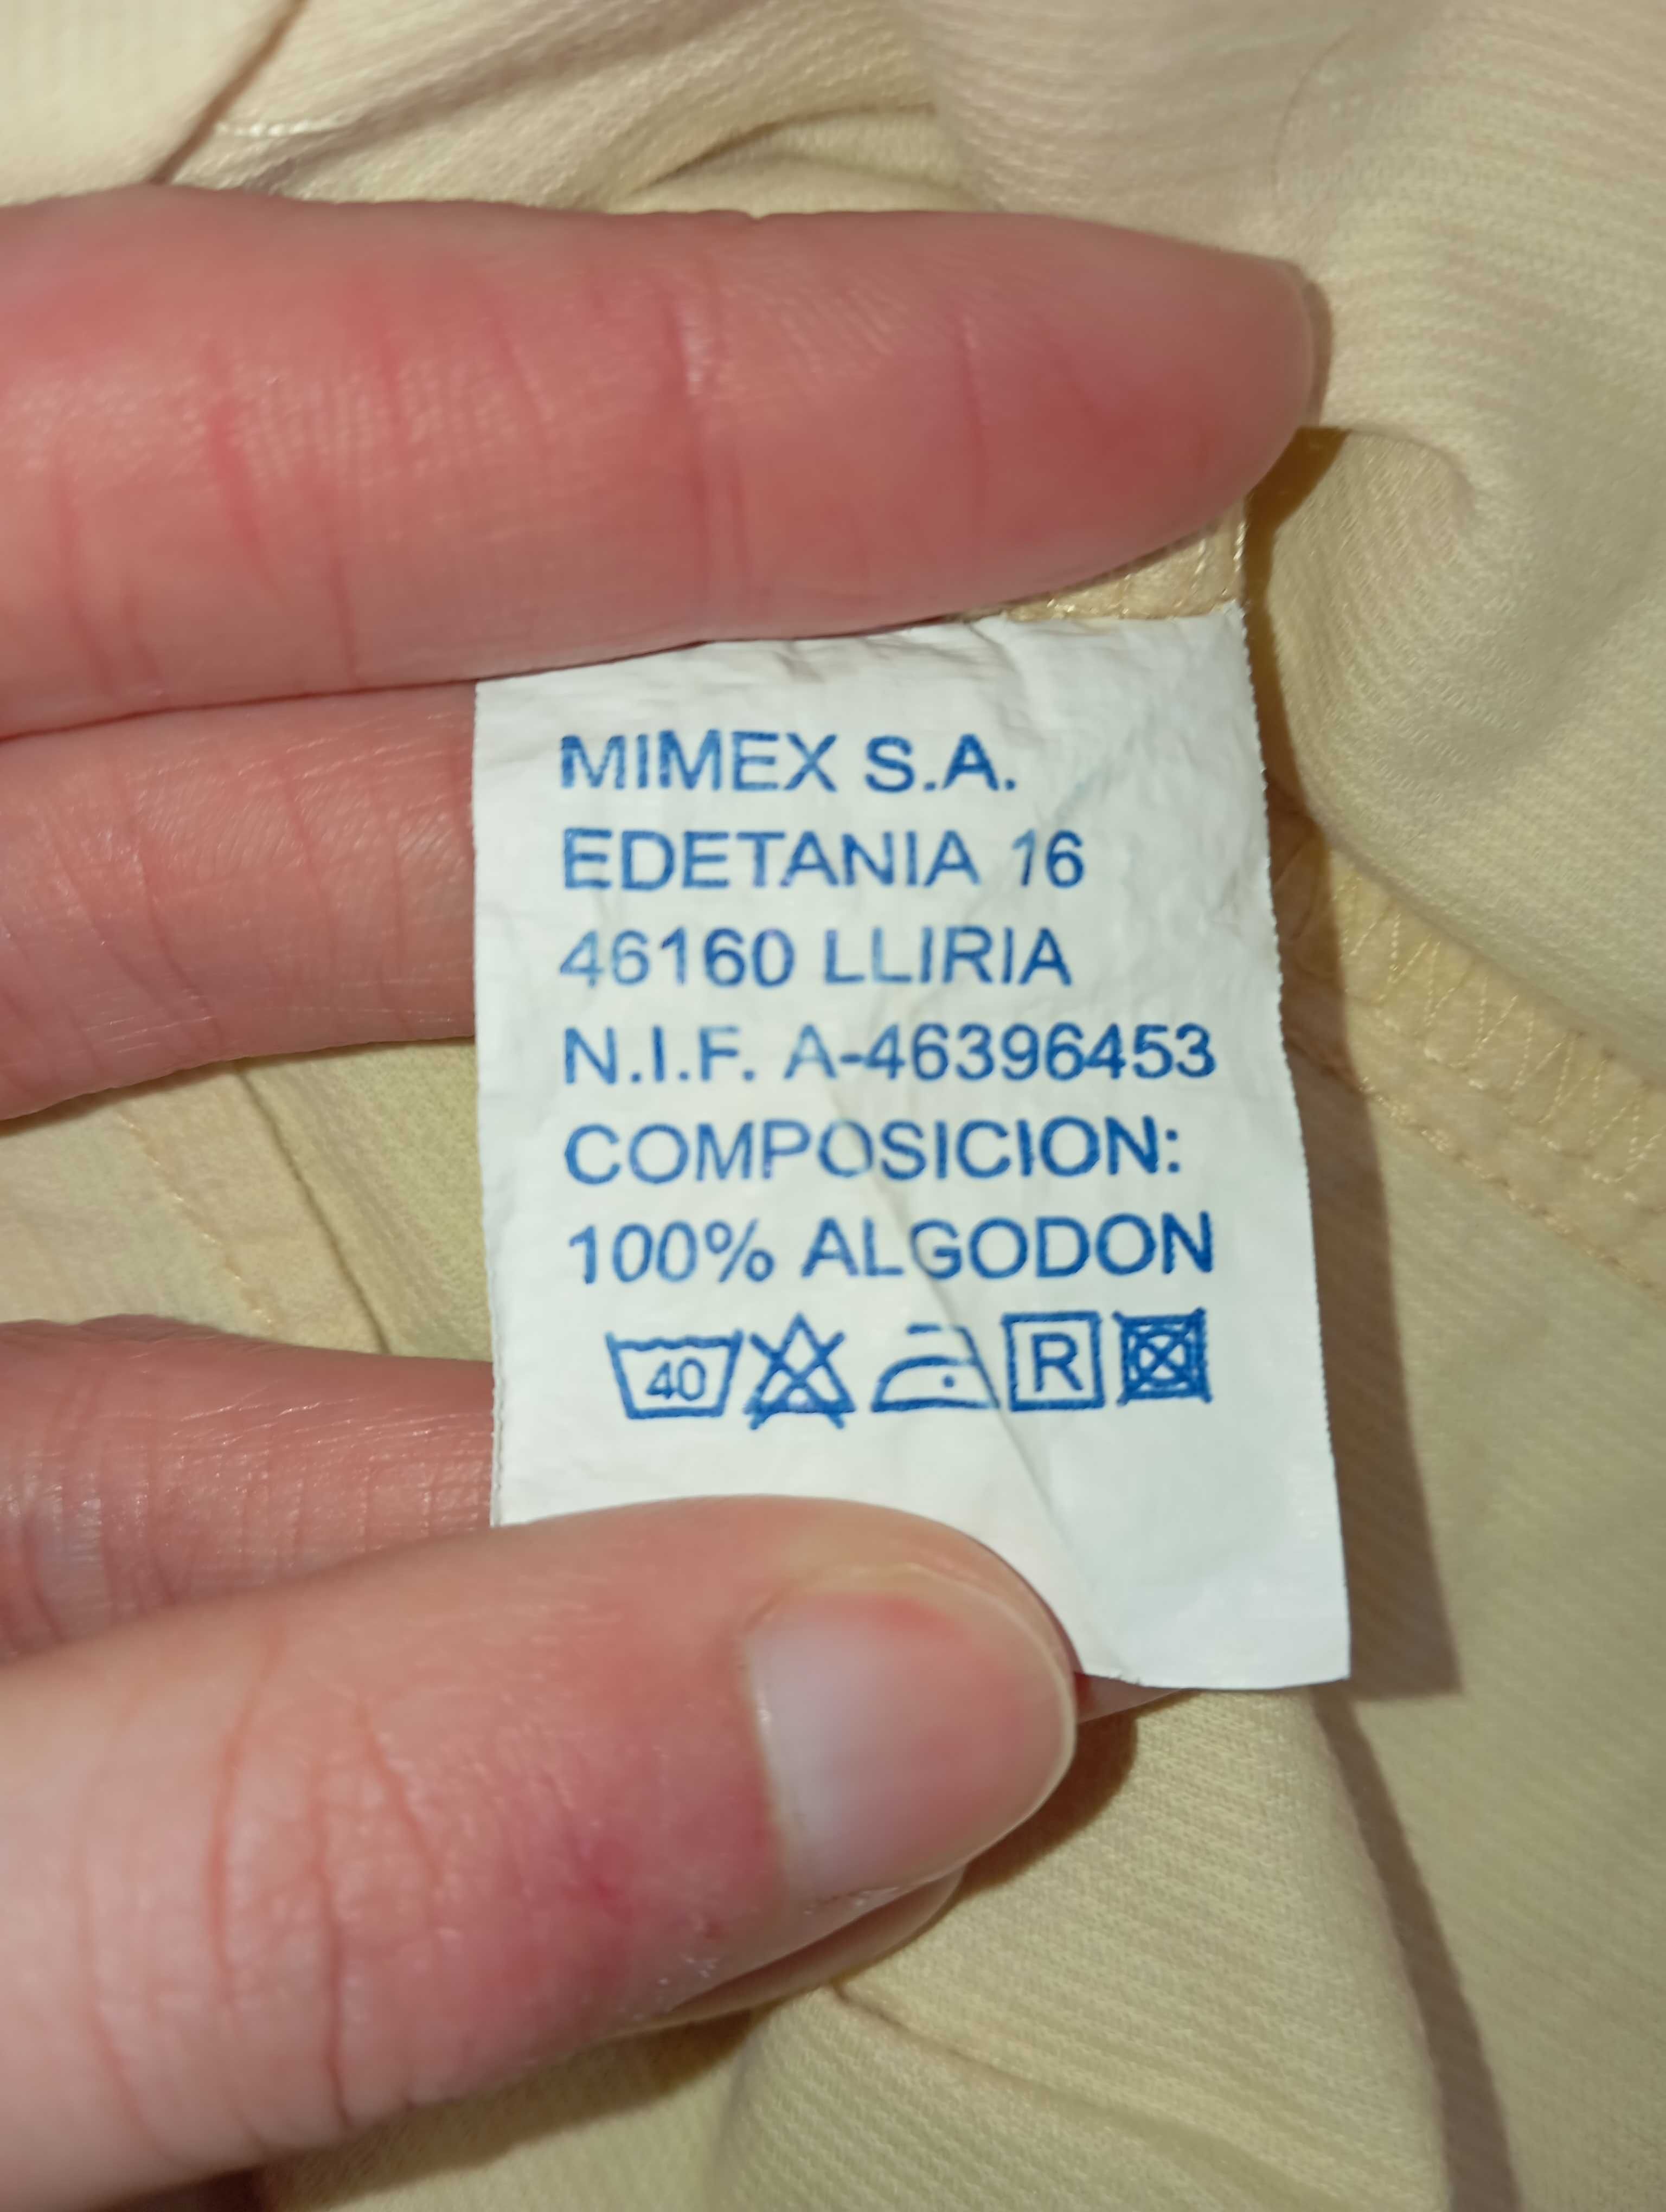 MIMEX S.A.
EDETANIA 16
46160 LLIRIA
N.I.F. A-46396453
COMPOSICION:
100% ALGODON
40 R